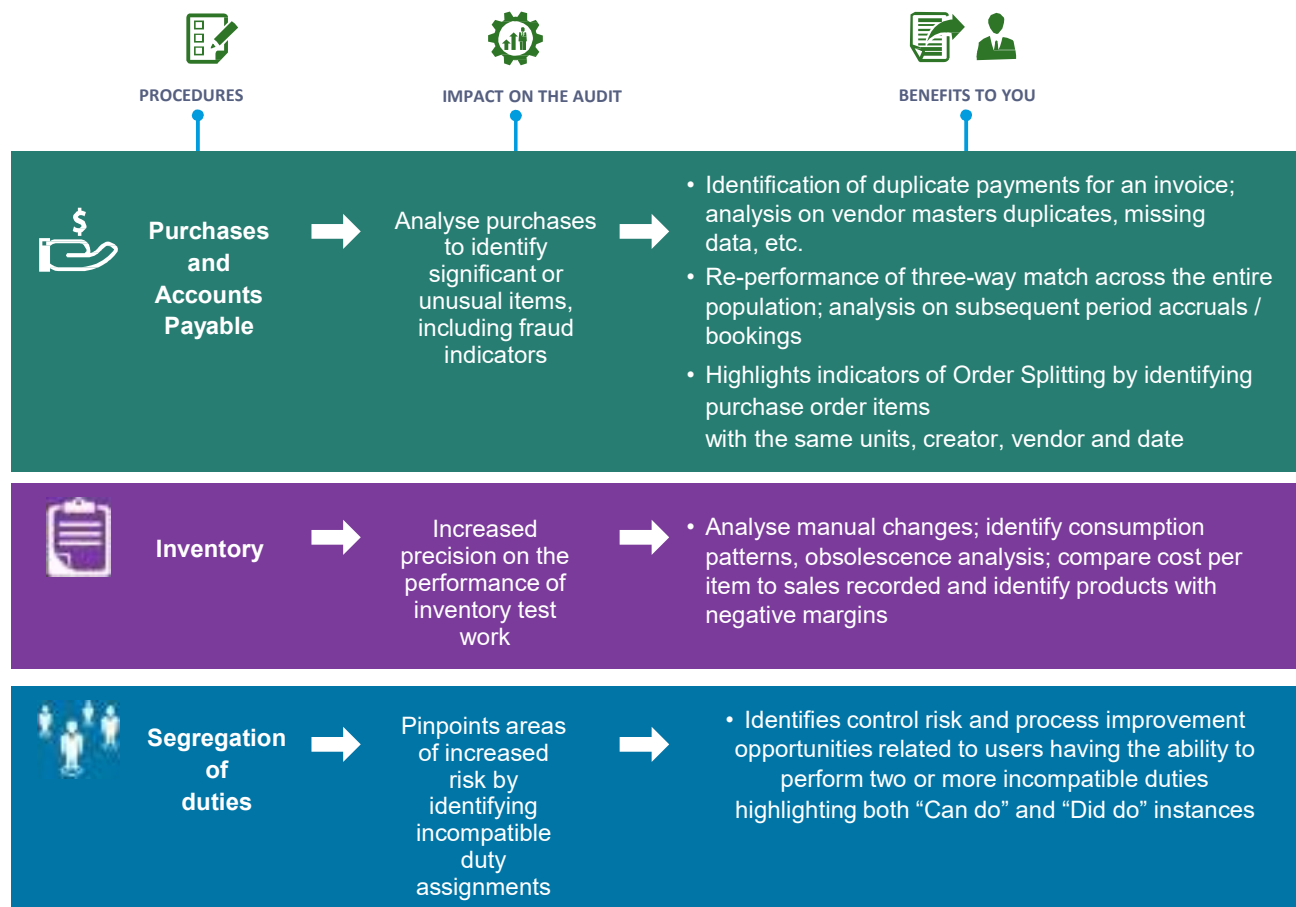 PROCEDURES
IMPACT ON THE AUDIT
BENEFITS TO YOU
$
Purchases
and
Accounts
Payable
Analyse purchases
to identify
significant or
unusual items,
including fraud
indicators
• Identification of duplicate payments for an invoice;
analysis on vendor masters duplicates, missing
data, etc.
• Re-performance of three-way match across the entire
population; analysis on subsequent period accruals /
bookings
• Highlights indicators of Order Splitting by identifying
purchase order items
with the same units, creator, vendor and date
Inventory
Increased
precision on the
performance of
inventory test
work
• Analyse manual changes; identify consumption
patterns, obsolescence analysis; compare cost per
item to sales recorded and identify products with
negative margins
Segregation
of
duties
Pinpoints areas
of increased
risk by
identifying
incompatible
duty
assignments
• Identifies control risk and process improvement
opportunities related to users having the ability to
perform two or more incompatible duties
highlighting both “Can do” and “Did do” instances